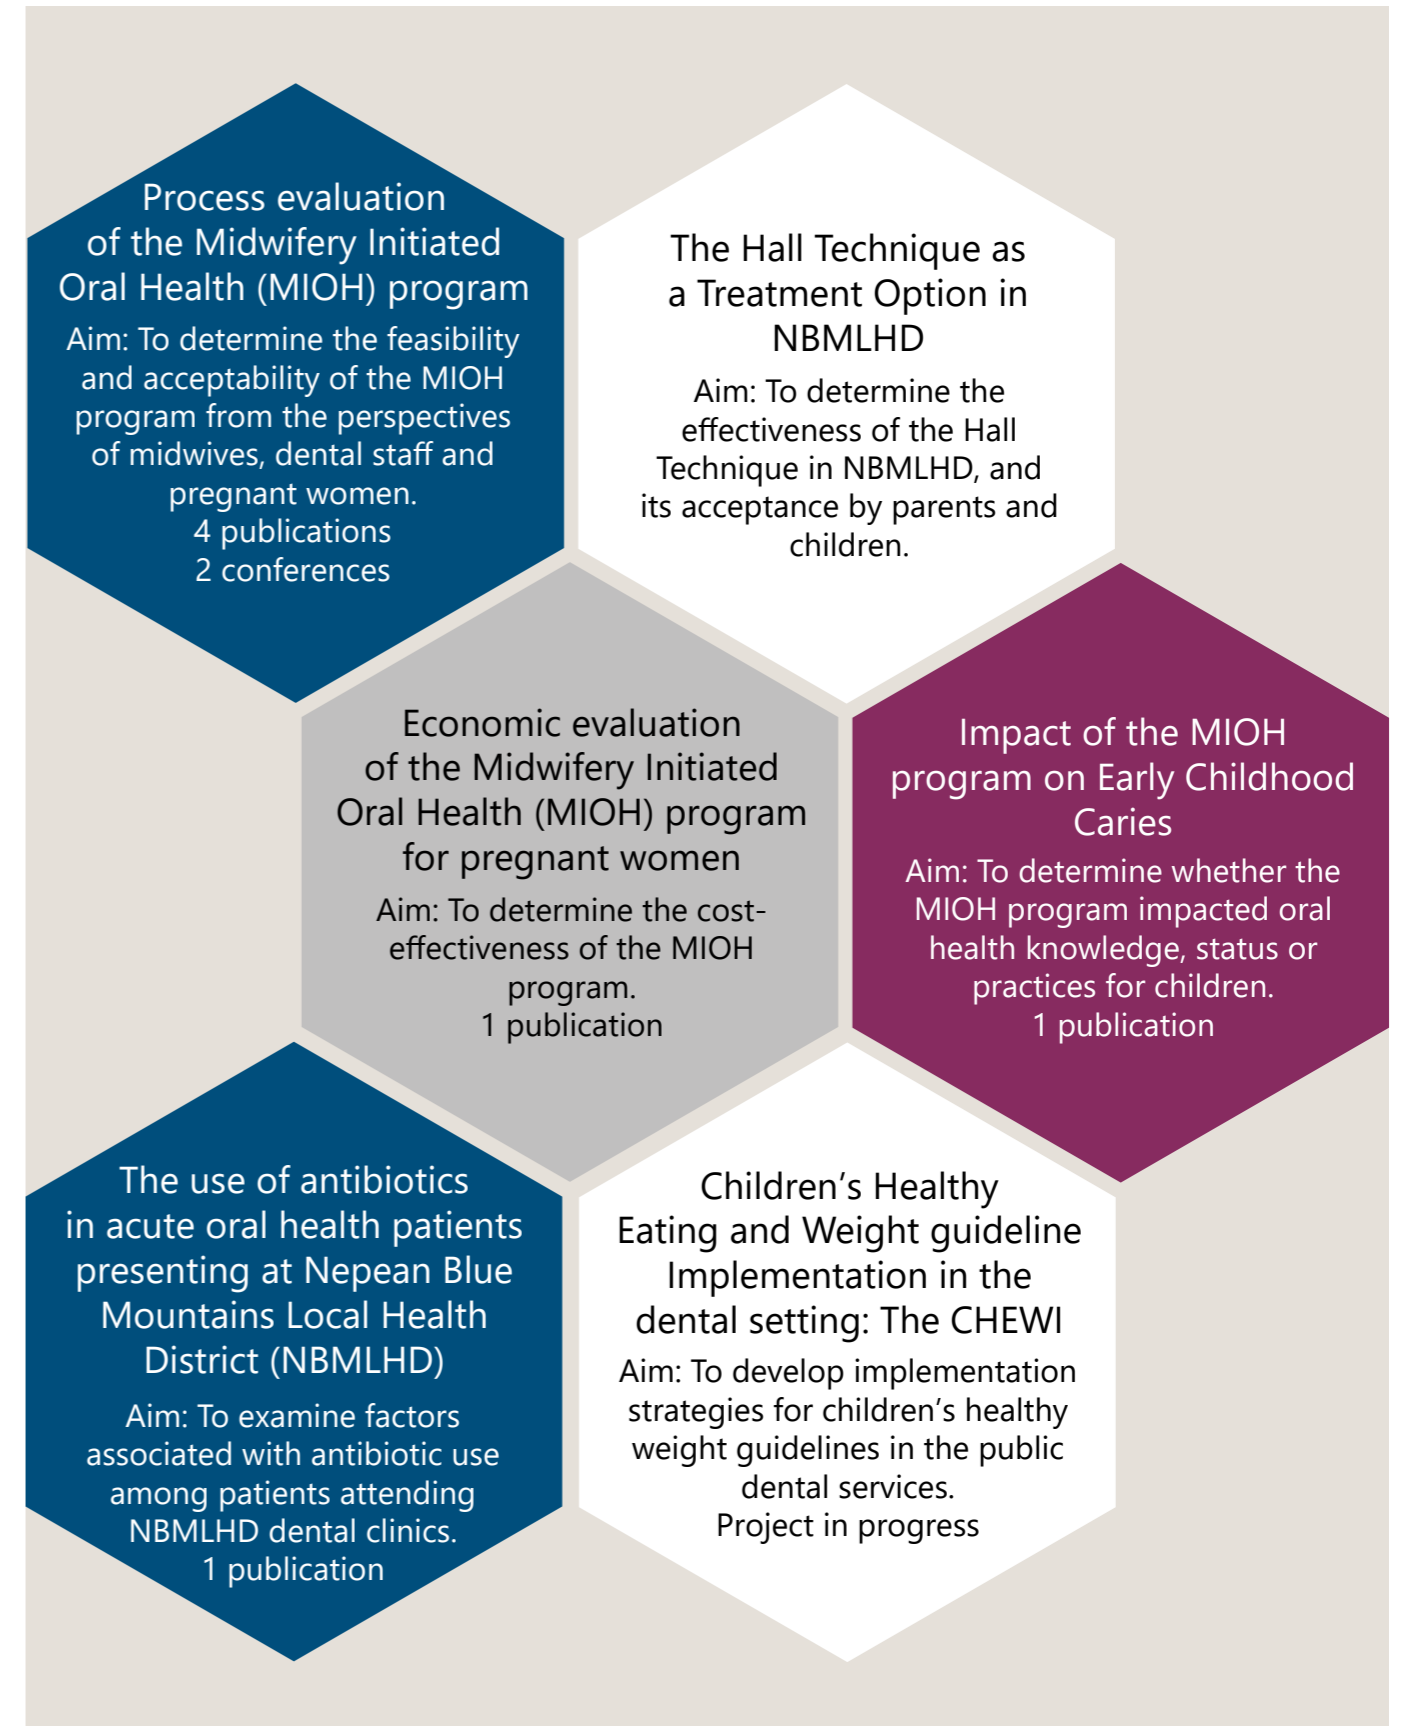 Process evaluation
of the Midwifery Initiated
Oral Health (MIOH) program
Aim: To determine the feasibility
and acceptability of the MIOH
program from the perspectives
of midwives, dental staff and
pregnant women.
4 publications
2 conferences
The Hall Technique as
a Treatment Option in
NBMLHD
Aim: To determine the
effectiveness of the Hall
Technique in NBMLHD, and
its acceptance by parents and
children.
Economic evaluation
of the Midwifery Initiated
Oral Health (MIOH) program
for pregnant women
Aim: To determine the cost-
effectiveness of the MIOH
program.
1 publication
Impact of the MIOH
program on Early Childhood
Caries
Aim: To determine whether the
MIOH program impacted oral
health knowledge, status or
practices for children.
1 publication
The use of antibiotics
in acute oral health patients
presenting at Nepean Blue
Mountains Local Health
District (NBMLHD)
Aim: To examine factors
associated with antibiotic use
among patients attending
NBMLHD dental clinics.
1 publication
Children’s Healthy
Eating and Weight guideline
Implementation in the
dental setting: The CHEWI
Aim: To develop implementation
strategies for children’s healthy
weight guidelines in the public
dental services.
Project in progress